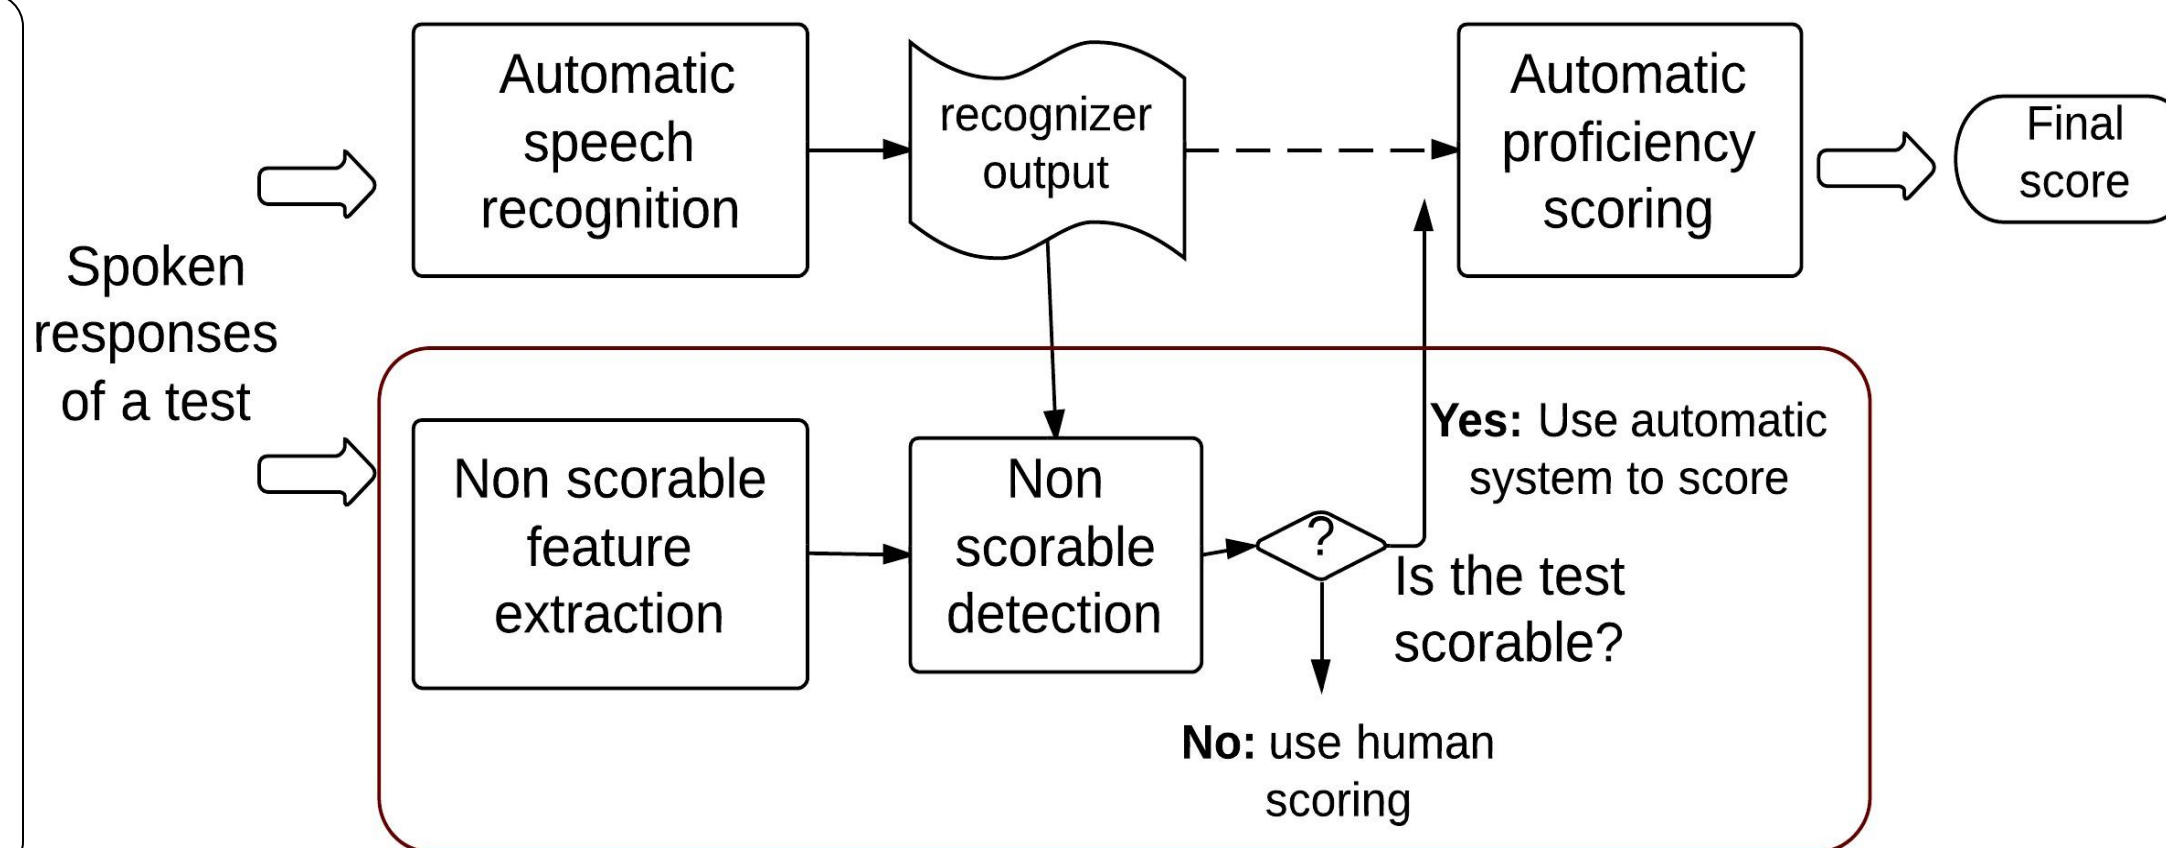 Spoken
responses
of a test
Automatic
speech
recognition
recognizer
output
Automatic
proficiency
scoring
Final
score
Non scorable
feature
extraction
Non
scorable
detection
?
Yes: Use automatic
system to score
Is the test
scorable?
No: use human
scoring